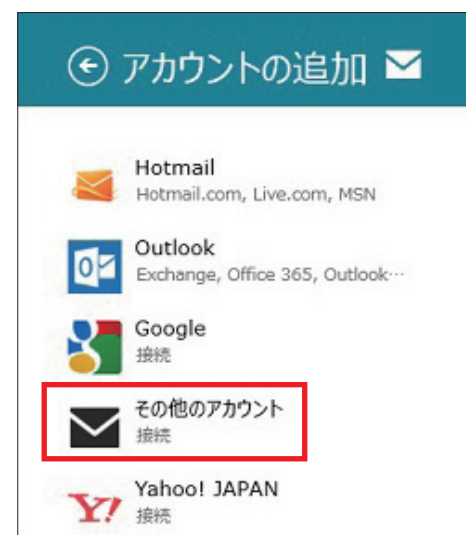 アカウントの追加
Hotmail
Hotmail.com, Live.com, MSN
Outlook
Exchange, Office 365, Outlook…
Google
接続
その他のアカウント
接続
Yahoo! JAPAN
接続